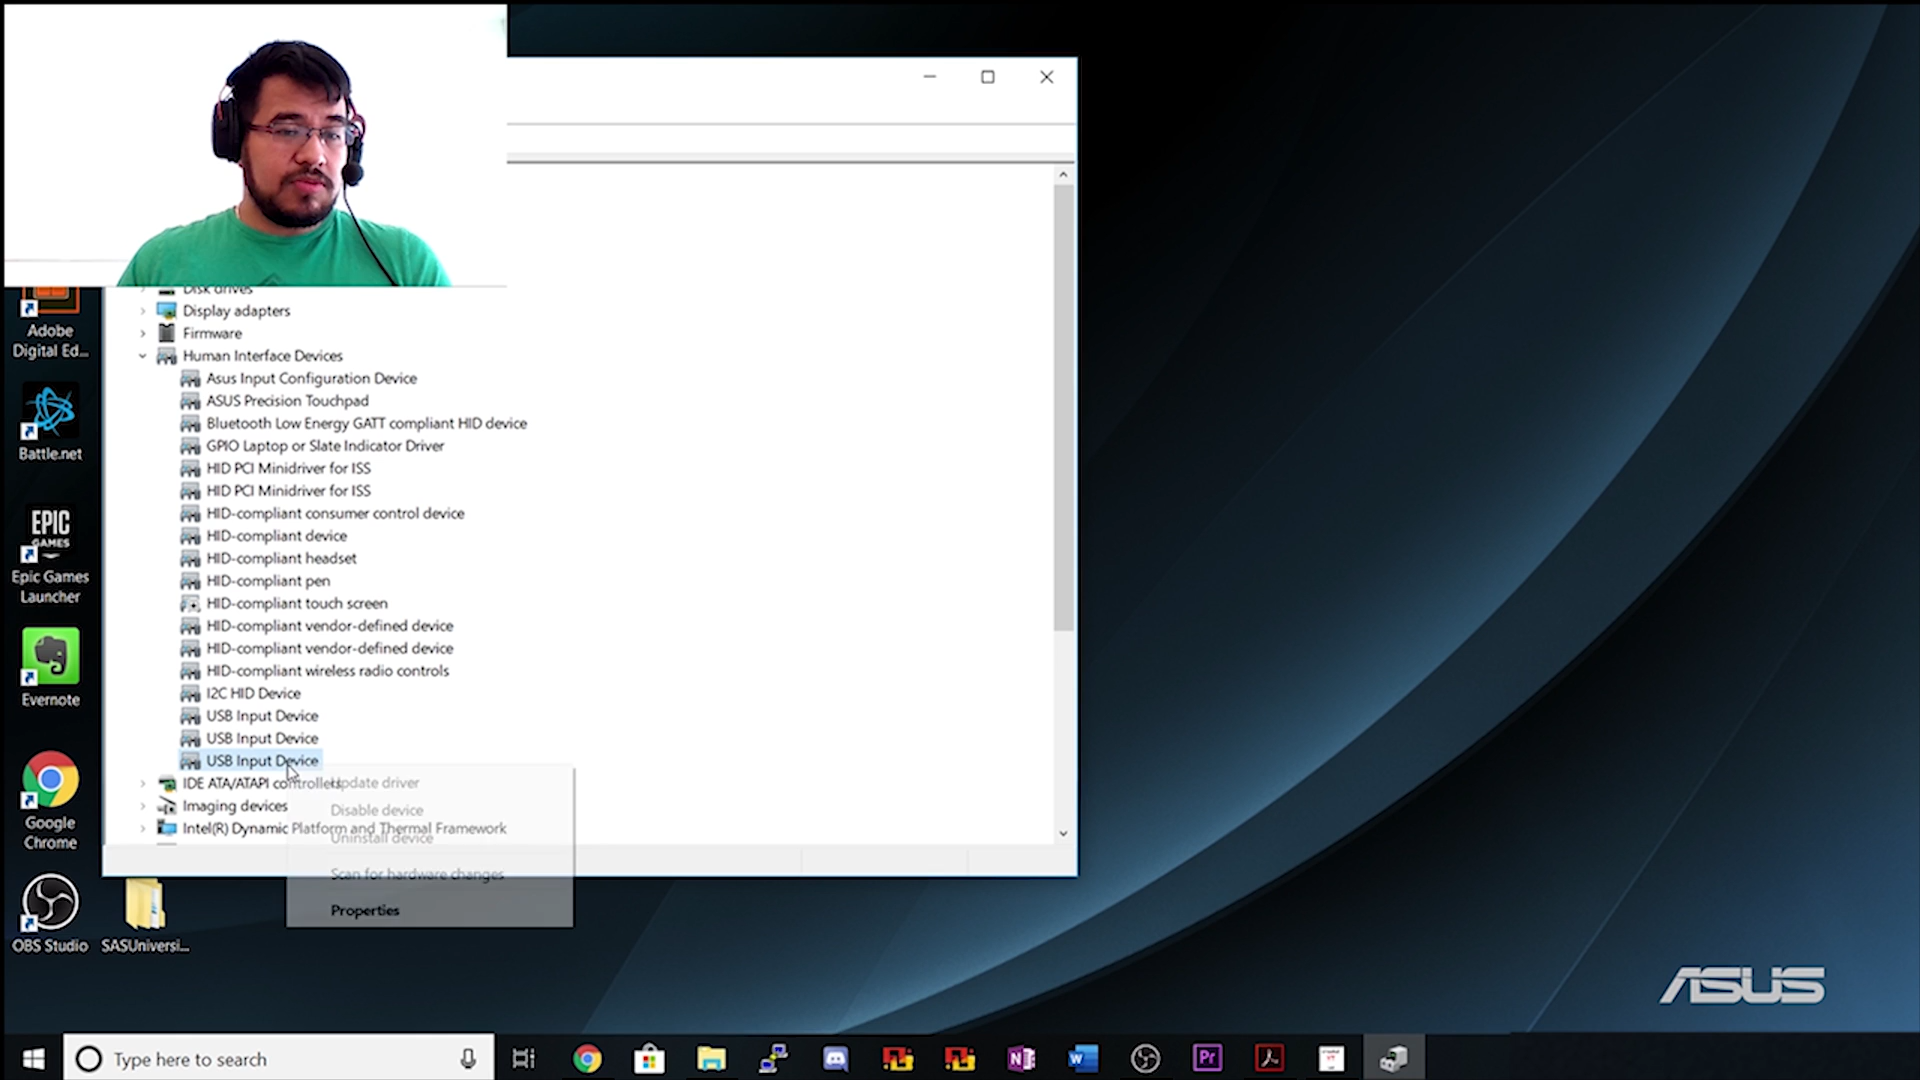 Disk drives
Display adapters
Firmware
Human Interface Devices
Asus Input Configuration Device
ASUS Precision Touchpad
Bluetooth Low Energy GATT compliant HID device
GPIO Laptop or Slate Indicator Driver
HID PCI Minidriver for ISS
HID PCI Minidriver for ISS
HID-compliant consumer control device
HID-compliant device
HID-compliant headset
HID-compliant pen
HID-compliant touch screen
HID-compliant vendor-defined device
HID-compliant vendor-defined device
HID-compliant wireless radio controls
I2C HID Device
USB Input Device
USB Input Device
USB Input Device
IDE ATA/ATAPI controllers
Imaging devices
Intel(R) Dynamic Platform and Thermal Framework
Update driver
Disable device
Uninstall device
Scan for hardware changes
Properties
Adobe
Digital Ed...
Battle.net
EPIC
GAMES
Epic Games
Launcher
Evernote
Google
Chrome
OBS Studio
SASUniversi...
ASUS
Type here to search
N
W
Pr